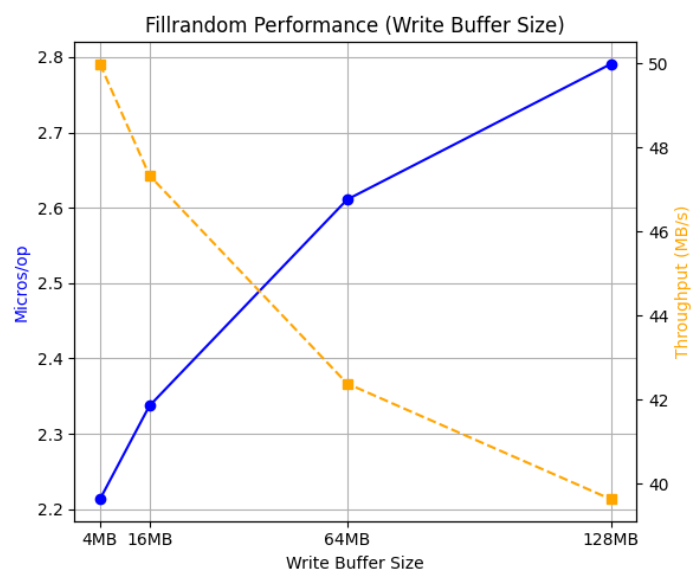 Fillrandom Performance (Write Buffer Size)
2.8
2.7
2.6
2.5
2.4
2.3
2.2
Micros/op
50
48
46
44
42
40
Throughput (MB/s)
4MB 16MB 64MB 128MB
Write Buffer Size